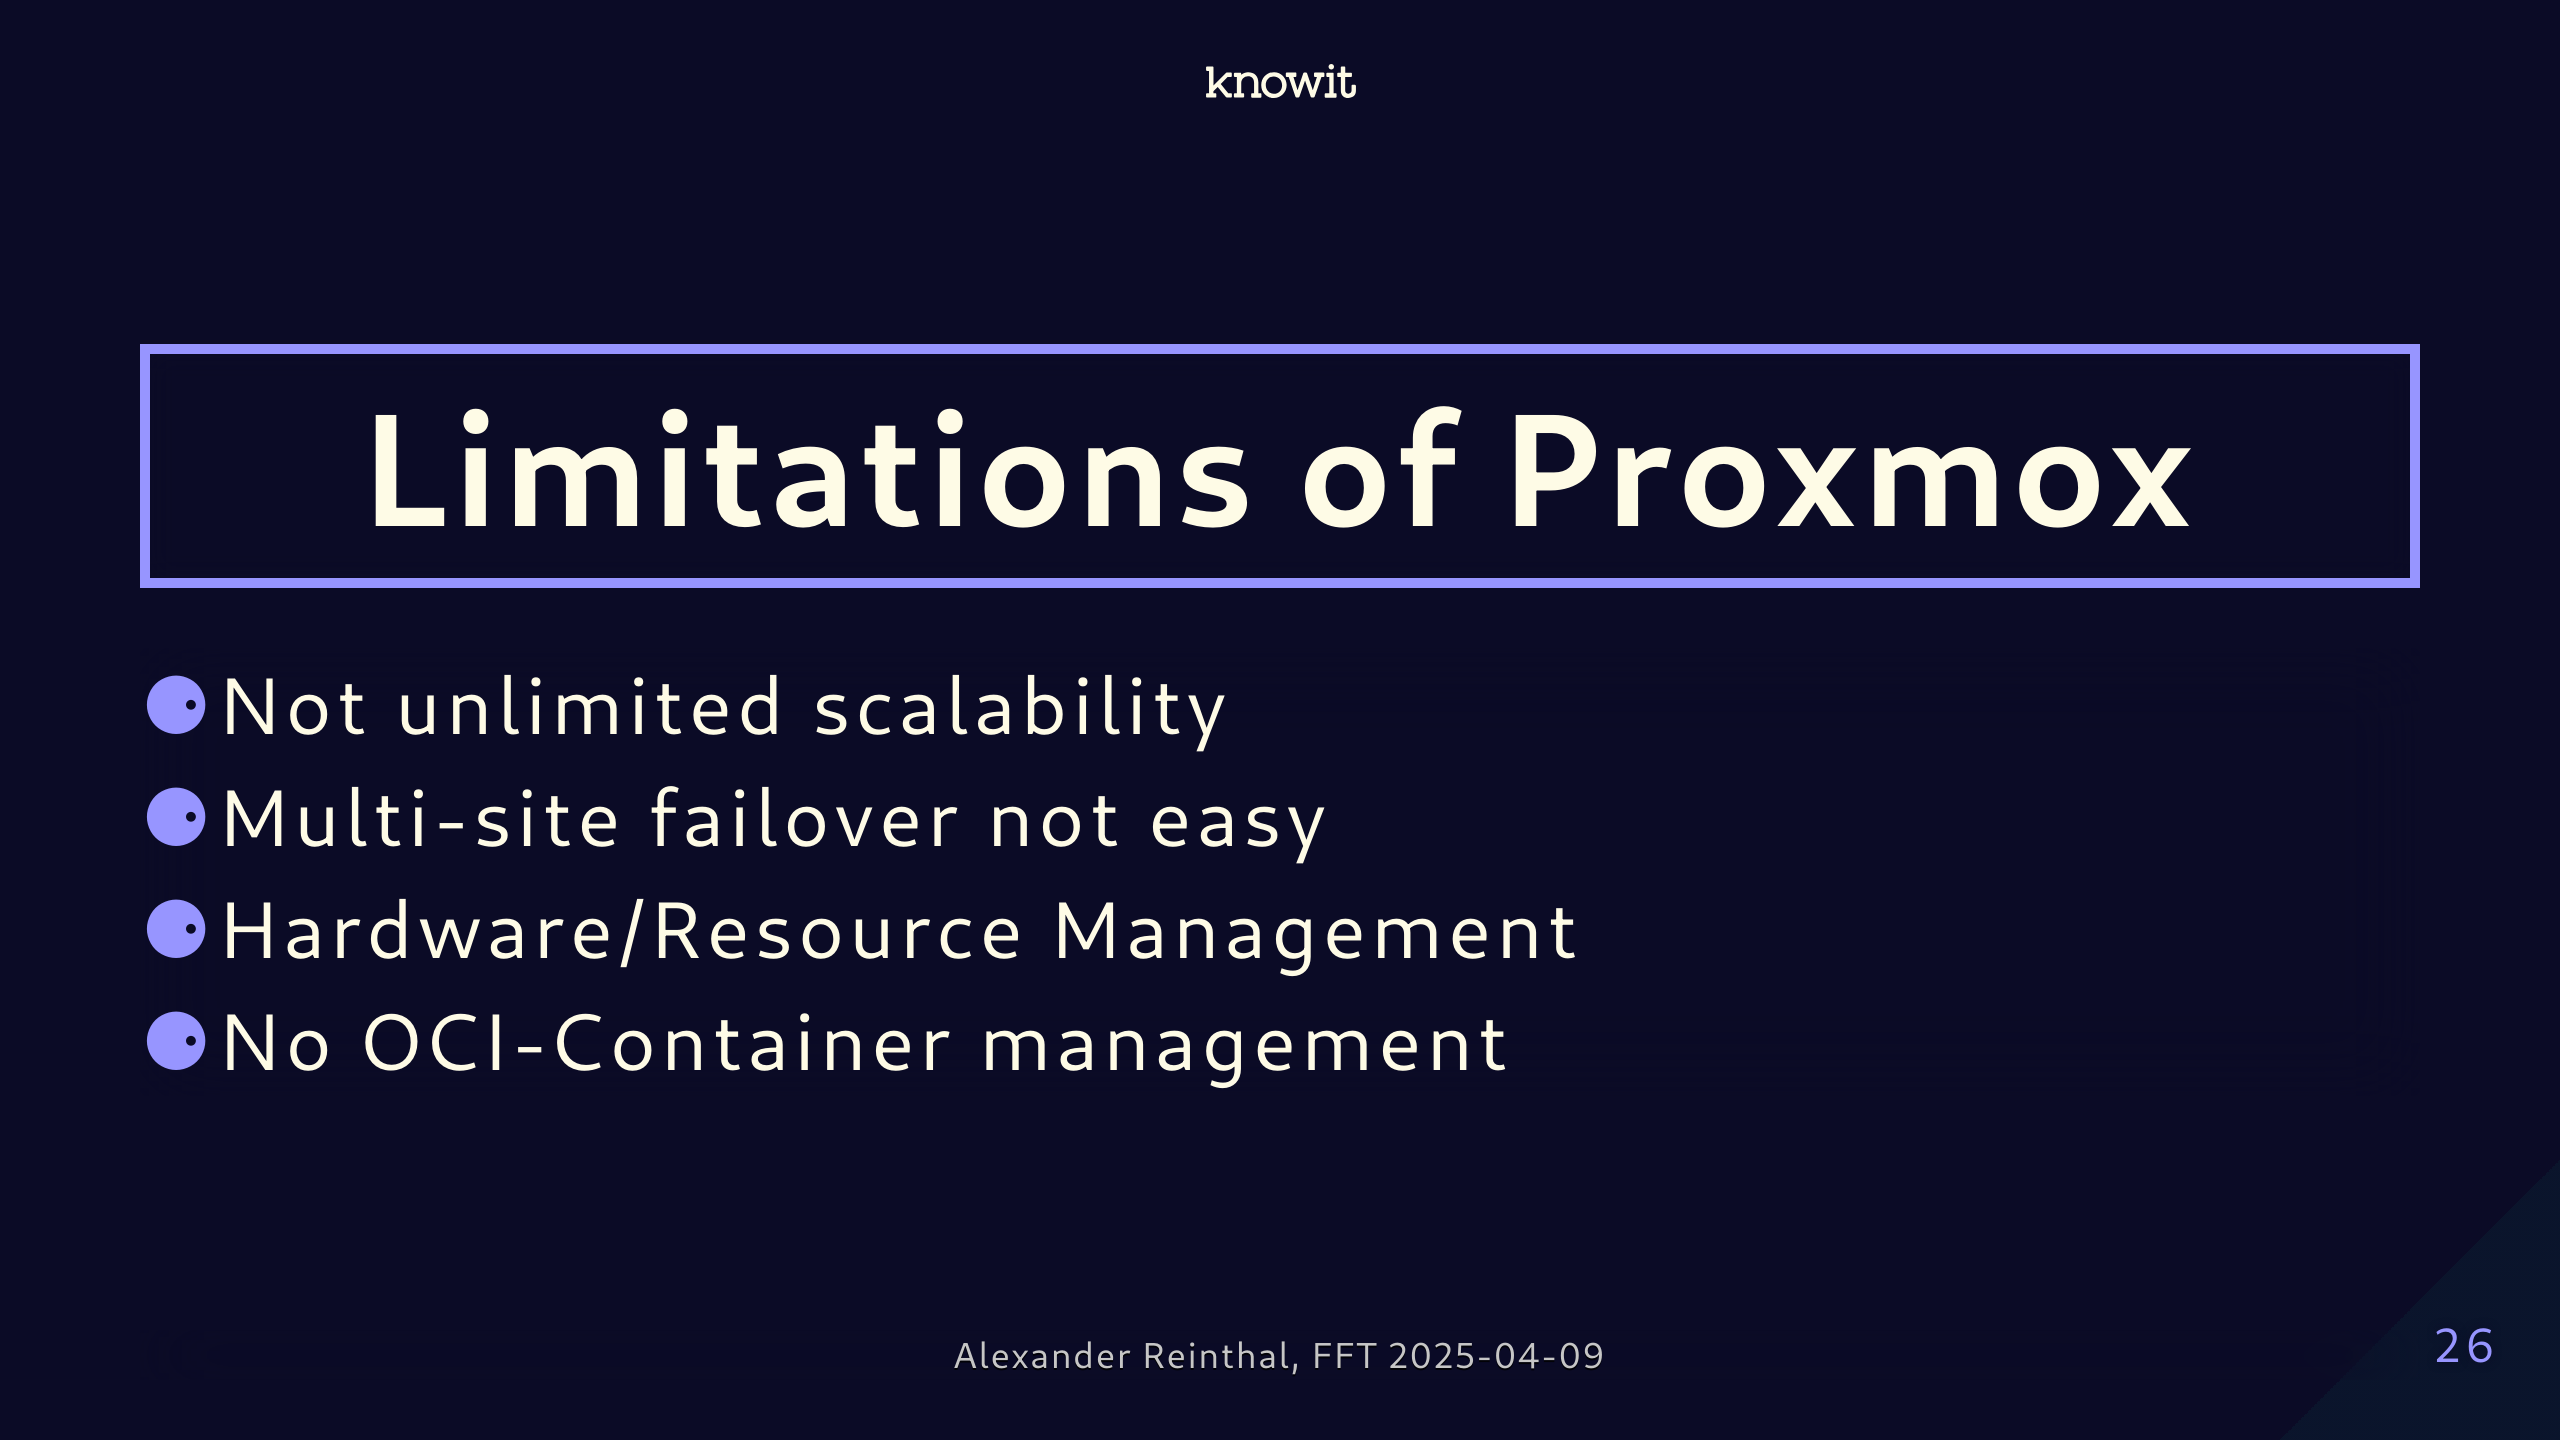 knowit
Limitations of Proxmox
Not unlimited scalability
Multi-site failover not easy
Hardware/Resource Management
No OCI-Container management
Alexander Reinthal, FFT 2025-04-09
26